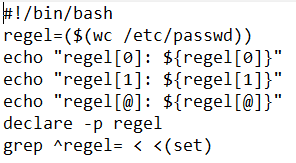 #!/bin/bash
regel=($(wc /etc/passwd))
echo "regel[0]: ${regel[0]}"
echo "regel[1]: ${regel[1]}"
echo "regel[@]: ${regel[@]}"
declare -p regel
grep ^regel= < <(set)